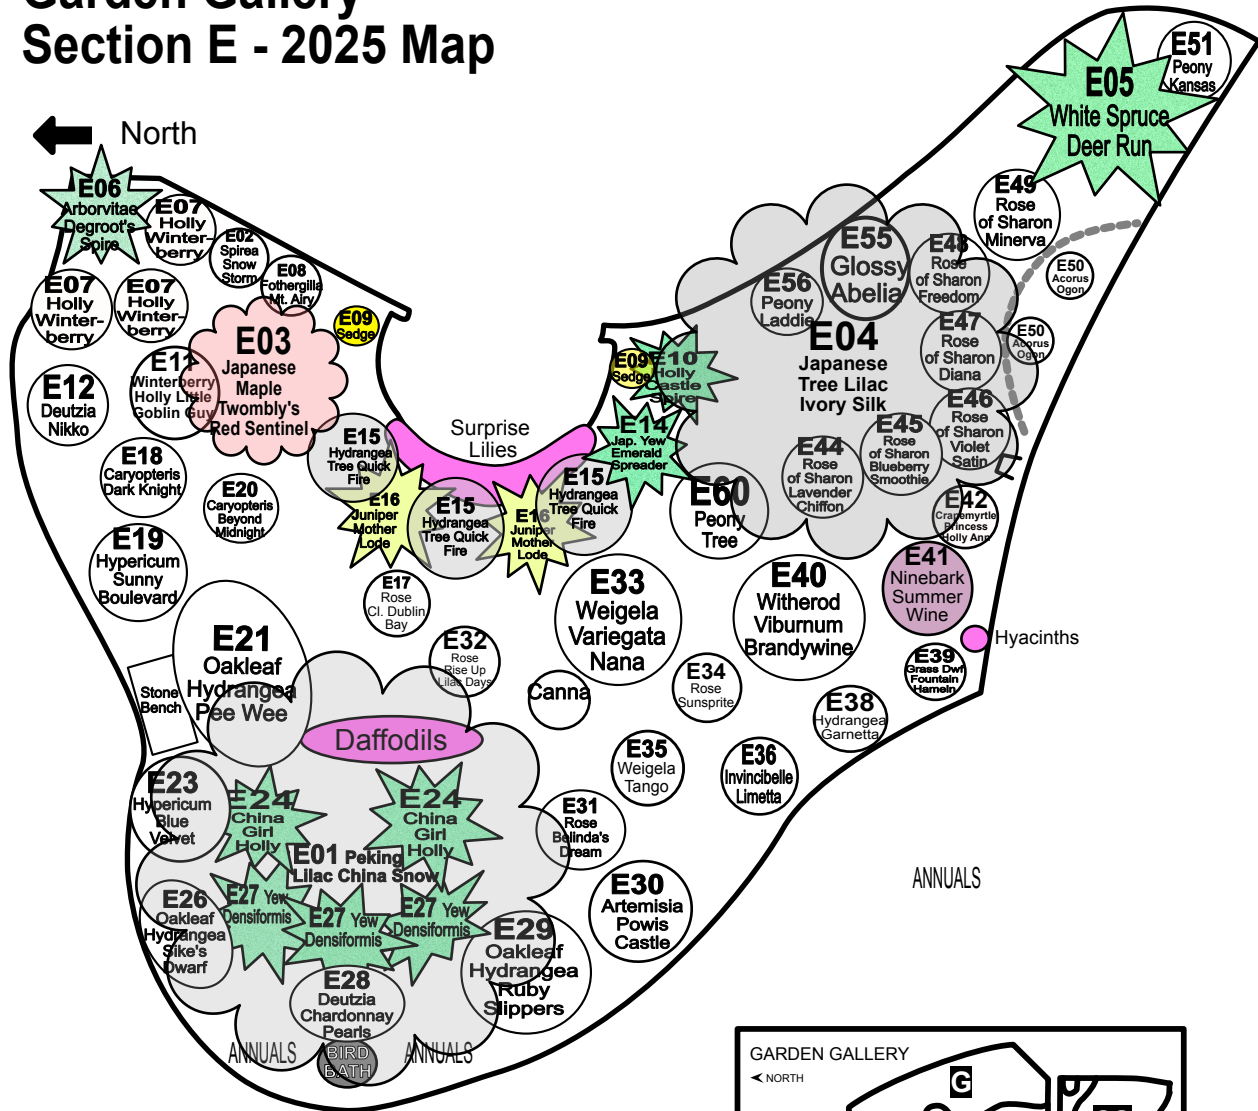 Garden Gallery
Section E - 2025 Map
North
E51
Peony
Kansas
E05
White Spruce
Deer Run
E06
Arborvitae
Degroot's
Spire
E07
Holly
Winter-
berry
E02
Spirea
Snow
Storm
E08
Fothergilla
Mt. Airy
E07
Holly
Winter-
berry
E07
Holly
Winter-
berry
E09
Sedge
E03
Japanese
Maple
Twombly's
Red Sentinel
E11
Winterberry
Holly Little
Goblin Guy
E12
Deutzia
Nikko
E49
Rose
of Sharon
Minerva
E50
Acorus
Ogon
E55
Glossy
Abelia
E48
Rose
of Sharon
Freedom
E56
Peony
Laddie
E04
Japanese
Tree Lilac
Ivory Silk
E47
Rose
of Sharon
Diana
E50
Acorus
Ogon
E09
Sedge
E10
Holly
Castle
Spire
E46
Rose
of Sharon
Violet
Satin
E45
Rose
of Sharon
Blueberry
Smoothie
E44
Rose
of Sharon
Lavender
Chiffon
E14
Jap. Yew
Emerald
Spreader
Surprise
Lilies
E15
Hydrangea
Tree Quick
Fire
E15
Hydrangea
Tree Quick
Fire
E15
Hydrangea
Tree Quick
Fire
E16
Juniper
Mother
Lode
E16
Juniper
Mother
Lode
E18
Caryopteris
Dark Knight
E20
Caryopteris
Beyond
Midnight
E60
Peony
Tree
E42
Crapemyrtle
Princess
Holly Ann
E19
Hypericum
Sunny
Boulevard
E17
Rose
Cl. Dublin
Bay
E33
Weigela
Variegata
Nana
E40
Witherod
Viburnum
Brandywine
E41
Ninebark
Summer
Wine
Hyacinths
E39
Grass Dwf
Fountain
Hameln
E21
Oakleaf
Hydrangea
Pee Wee
E32
Rose
Rise Up
Lilac Days
Stone
Bench
Canna
E34
Rose
Sunsprite
E38
Hydrangea
Garnetta
Daffodils
E35
Weigela
Tango
E36
Invincibelle
Limetta
E23
Hypericum
Blue
Velvet
E24
China
Girl
Holly
E24
China
Girl
Holly
E31
Rose
Belinda's
Dream
E01 Peking
Lilac China Snow
E26
Oakleaf
Hydrangea
Sike's
Dwarf
E27 Yew
Densiformis
E27 Yew
Densiformis
E27 Yew
Densiformis
E30
Artemisia
Powis
Castle
ANNUALS
E29
Oakleaf
Hydrangea
Ruby
Slippers
E28
Deutzia
Chardonnay
Pearls
ANNUALS
BIRD
BATH
ANNUALS
GARDEN GALLERY
NORTH
G